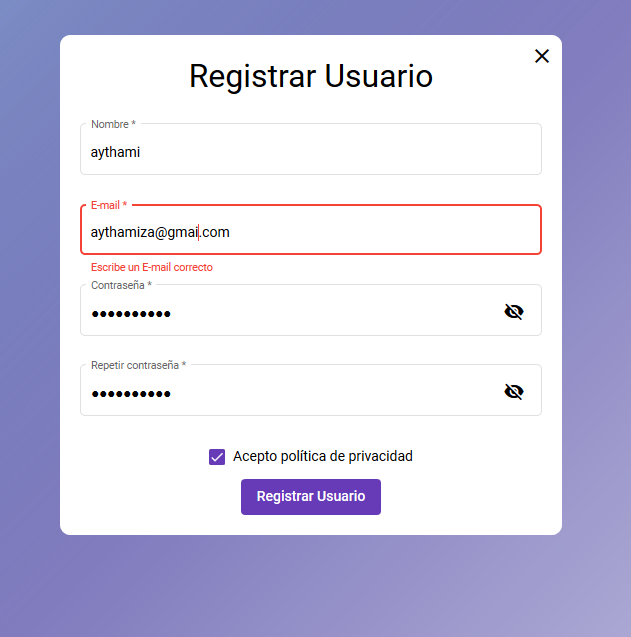 Registrar Usuario
Nombre *
aythami
E-mail *
aythamiza@gmai.com
Escribe un E-mail correcto
Contraseña *
••••••••••
Repetir contraseña *
••••••••••
Acepto política de privacidad
Registrar Usuario